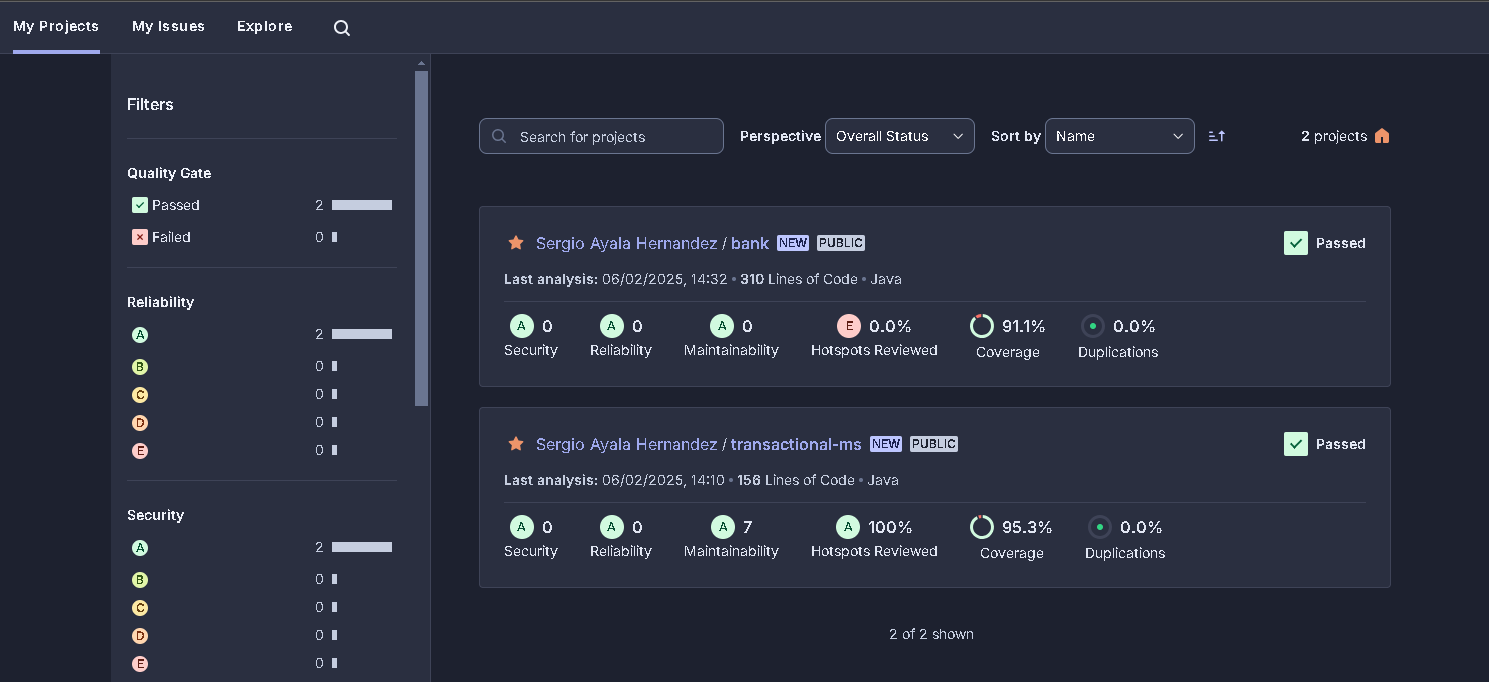 My Projects My Issues Explore
Filters
Quality Gate
Passed 2
Failed 0
Reliability
A 2
B 0
C 0
D 0
E 0
Security
A 2
B 0
C 0
D 0
E 0
Search for projects Perspective Overall Status Sort by Name 2 projects
Sergio Ayala Hernandez / bank NEW PUBLIC Passed
Last analysis: 06/02/2025, 14:32 • 310 Lines of Code • Java
A 0 A 0 A 0 E 0.0% 91.1% 0.0%
Security Reliability Maintainability Hotspots Reviewed Coverage Duplications
Sergio Ayala Hernandez / transactional-ms NEW PUBLIC Passed
Last analysis: 06/02/2025, 14:10 • 156 Lines of Code • Java
A 0 A 0 A 7 A 100% 95.3% 0.0%
Security Reliability Maintainability Hotspots Reviewed Coverage Duplications
2 of 2 shown